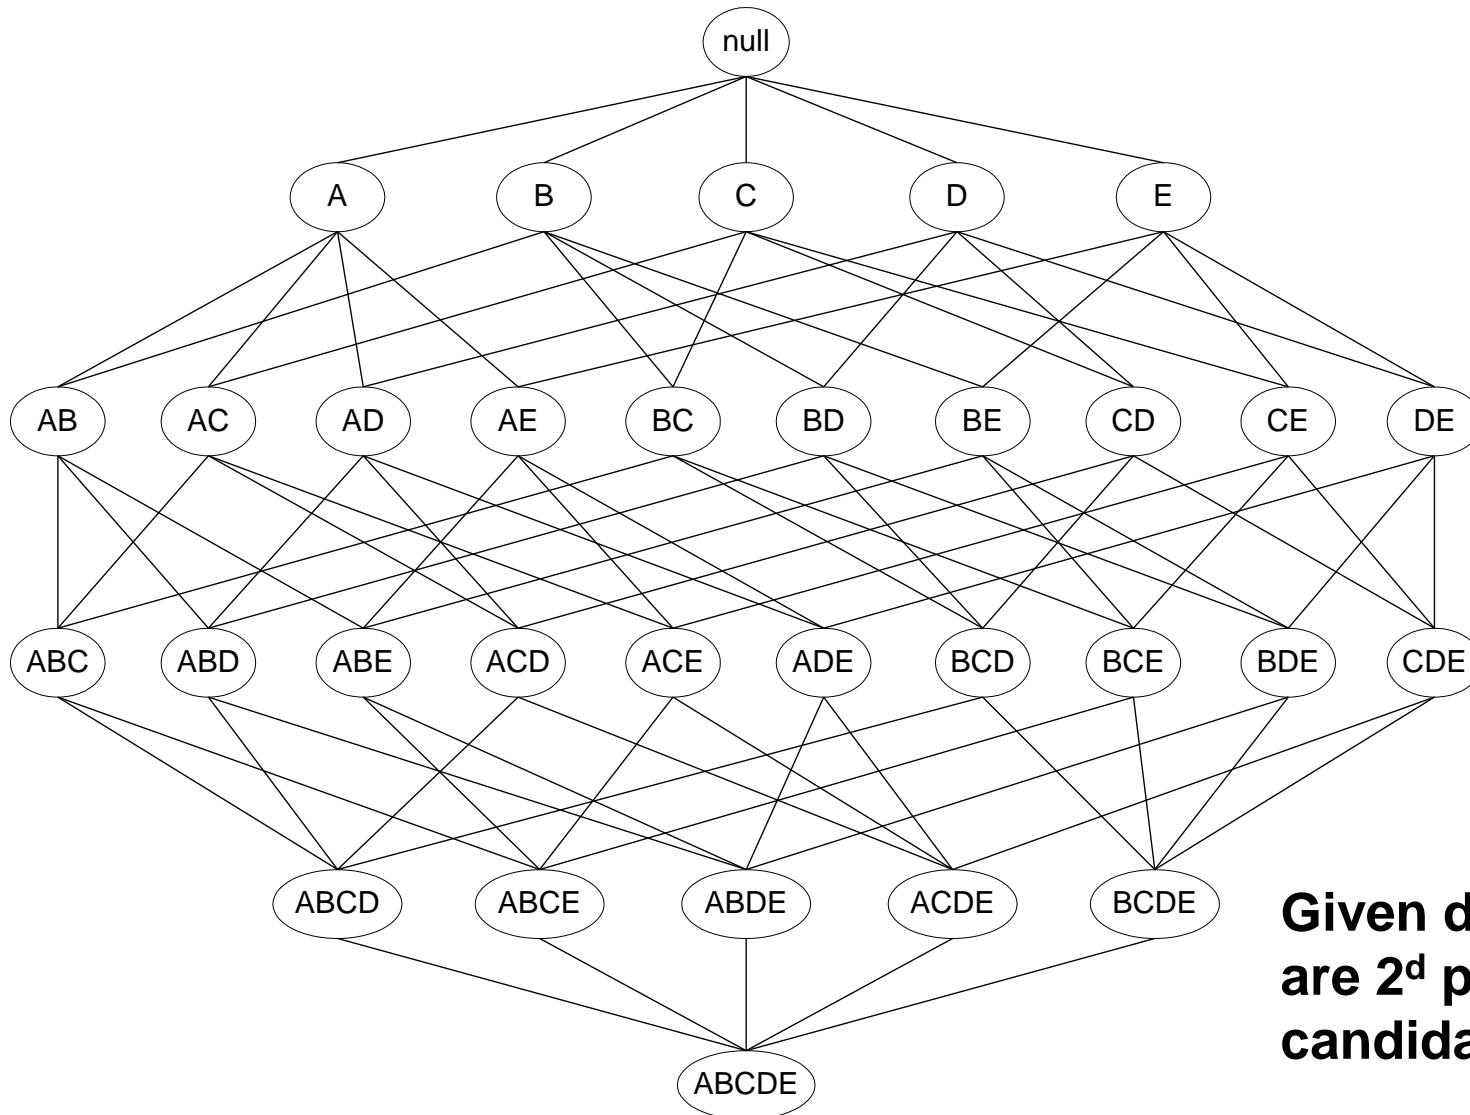 null
A B C D E
AB AC AD AE BC BD BE CD CE DE
ABC ABD ABE ACD ACE ADE BCD BCE BDE CDE
ABCD ABCE ABDE ACDE BCDE
Given
are 2ᵈ
ABCDE